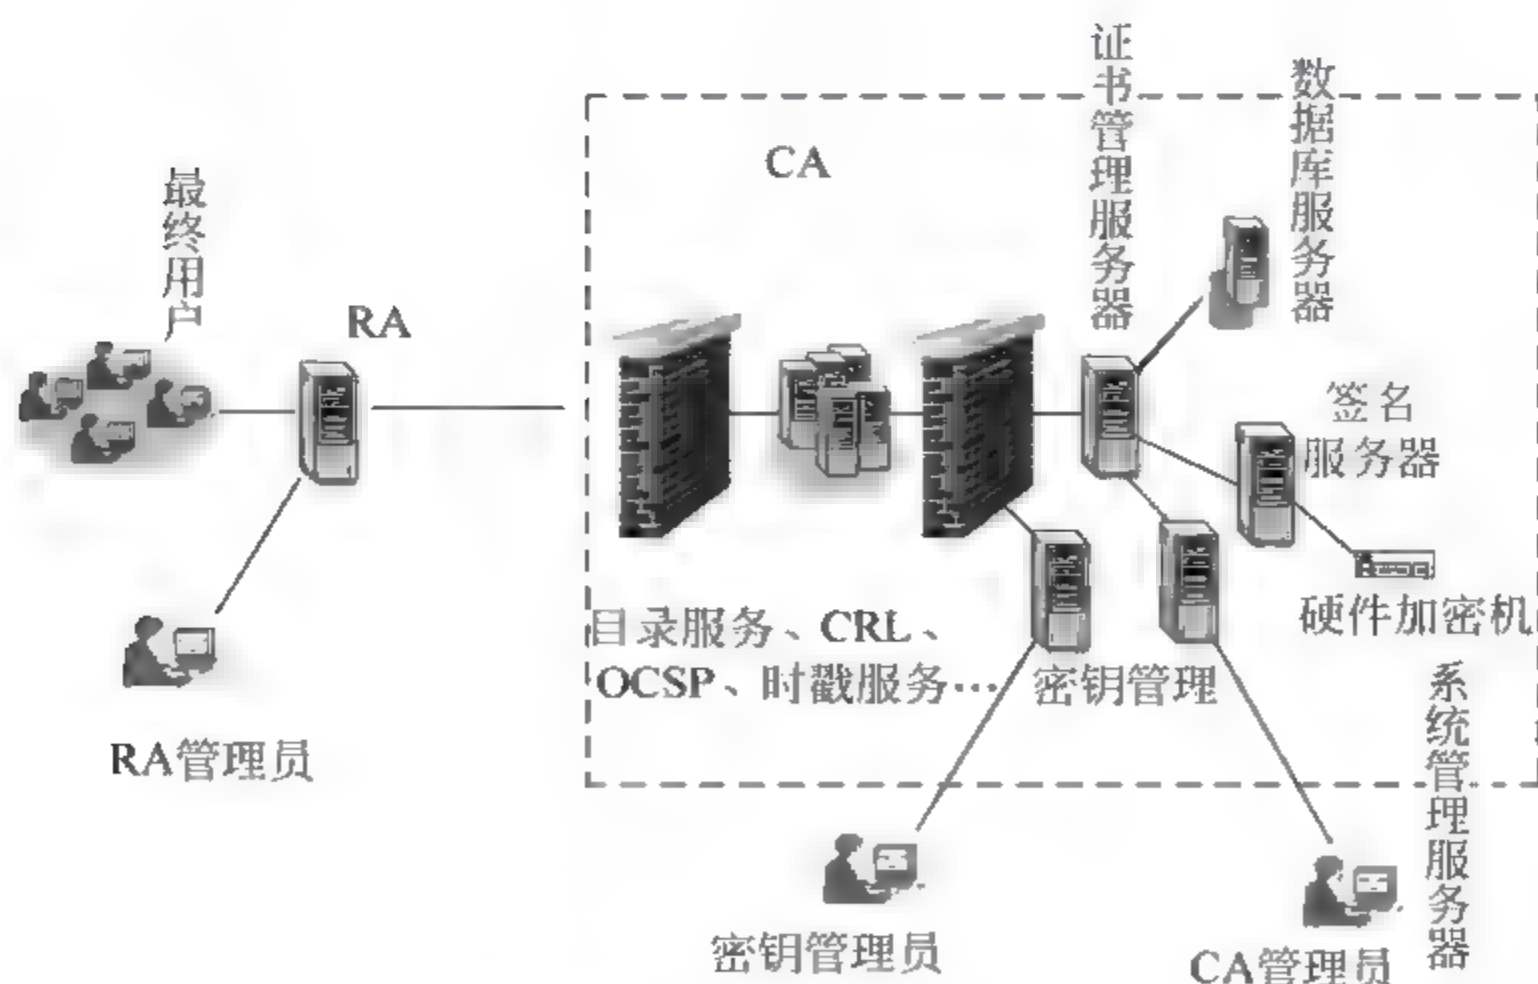 最终用户
RA
RA管理员
CA
证书管理服务器
数据库服务器
签名
服务器
硬件加密机
目录服务、CRL、
OCSP、时戳服务…
密钥管理
系统管理服务器
密钥管理员
CA管理员